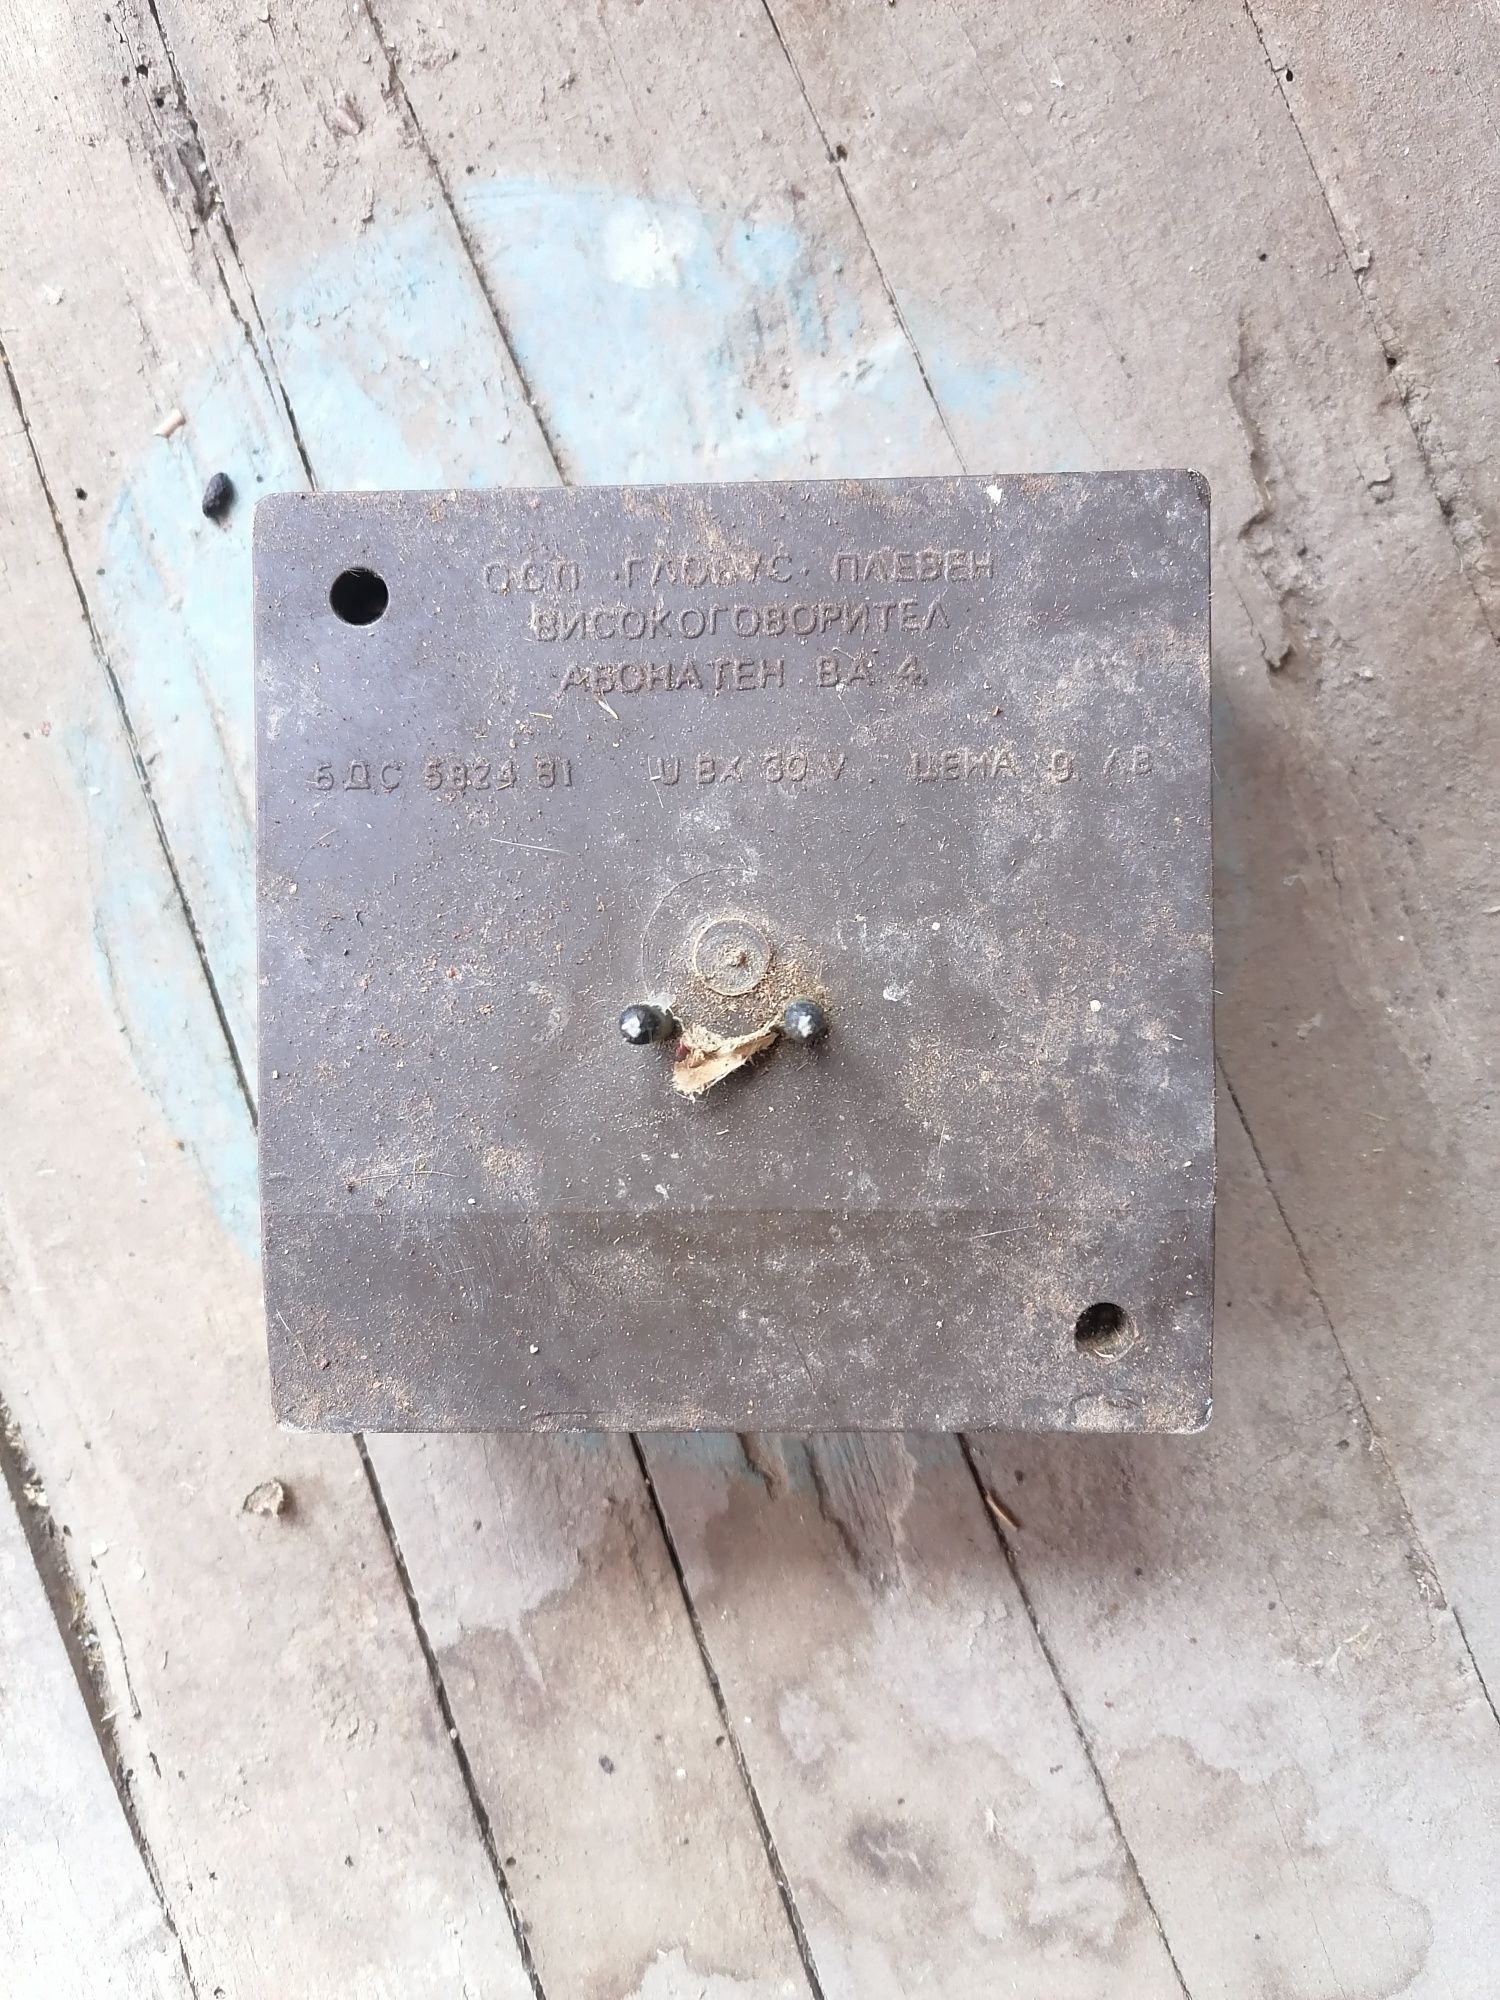 ОСП "ГЛОБУС" ПЛЕВЕН
ВИСОКОГОВОРИТЕЛ
АБОНАТЕН ВА 4
БДС 5824 81 U ВХ 30 V ЦЕНА 9 ЛВ